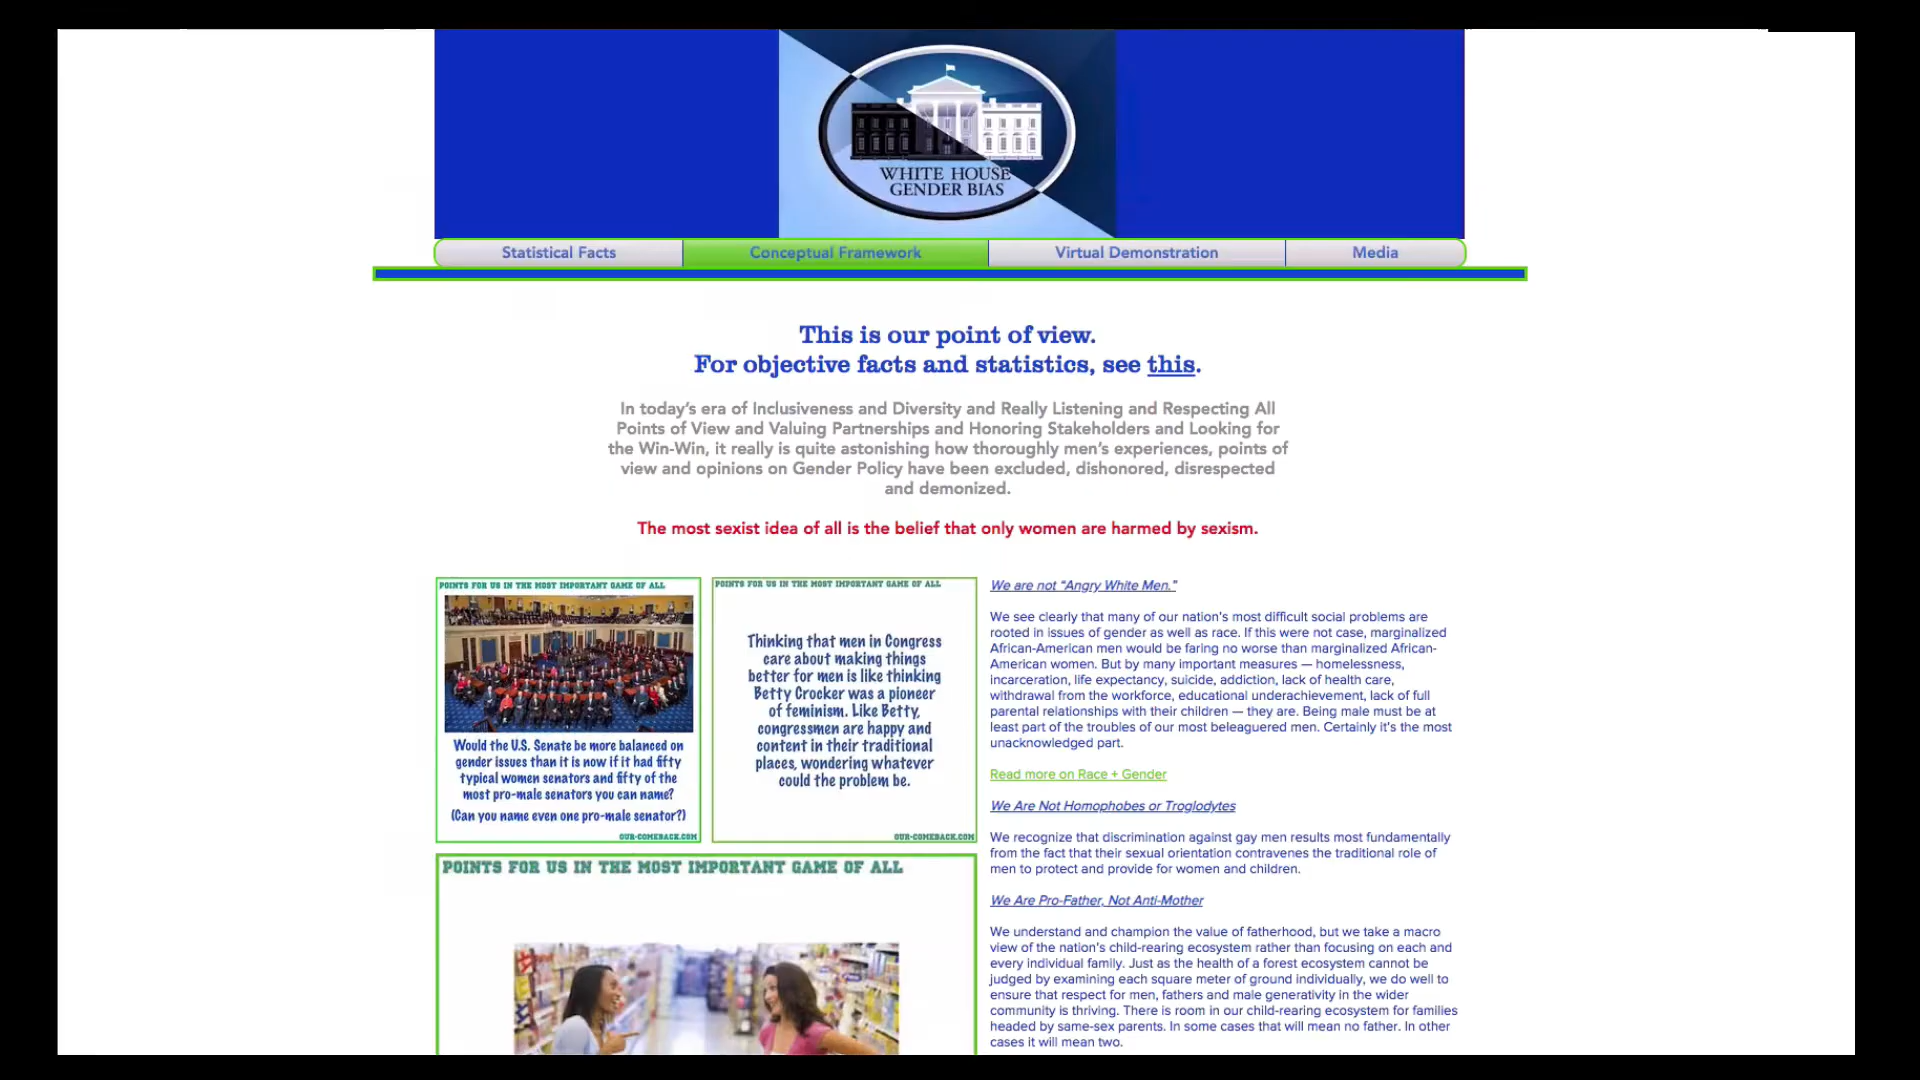 WHITE HOUSE
GENDER BIAS
Statistical Facts
Conceptual Framework
Virtual Demonstration
Media
This is our point of view.
For objective facts and statistics, see this.
In today's era of Inclusiveness and Diversity and Really Listening and Respecting All
Points of View and Valuing Partnerships and Honoring Stakeholders and Looking for
the Win-Win, it really is quite astonishing how thoroughly men's experiences, points of
view and opinions on Gender Policy have been excluded, dishonored, disrespected
and demonized.
The most sexist idea of all is the belief that only women are harmed by sexism.
POINTS FOR US IN THE MOST IMPORTANT GAME OF ALL
Would the U.S. Senate be more balanced on
gender issues than it is now if it had fifty
typical women senators and fifty of the
most pro-male senators you can name?
(Can you name even one pro-male senator?)
OUR-COMEBACK.COM
POINTS FOR US IN THE MOST IMPORTANT GAME OF ALL
Thinking that men in Congress
care about making things
better for men is like thinking
Betty Crocker was a pioneer
of feminism. Like Betty,
congressmen are happy and
content in their traditional
places, wondering whatever
could the problem be.
OUR-COMEBACK.COM
POINTS FOR US IN THE MOST IMPORTANT GAME OF ALL
We are not "Angry White Men."
We see clearly that many of our nation's most difficult social problems are
rooted in issues of gender as well as race. If this were not case, marginalized
African-American men would be faring no worse than marginalized African-
American women. But by many important measures — homelessness,
incarceration, life expectancy, suicide, addiction, lack of health care,
withdrawal from the workforce, educational underachievement, lack of full
parental relationships with their children — they are. Being male must be at
least part of the troubles of our most beleaguered men. Certainly it's the most
unacknowledged part.
Read more on Race + Gender
We Are Not Homophobes or Troglodytes
We recognize that discrimination against gay men results most fundamentally
from the fact that their sexual orientation contravenes the traditional role of
men to protect and provide for women and children.
We Are Pro-Father, Not Anti-Mother
We understand and champion the value of fatherhood, but we take a macro
view of the nation's child-rearing ecosystem rather than focusing on each and
every individual family. Just as the health of a forest ecosystem cannot be
judged by examining each square meter of ground individually, we do well to
ensure that respect for men, fathers and male generativity in the wider
community is thriving. There is room in our child-rearing ecosystem for families
headed by same-sex parents. In some cases that will mean no father. In other
cases it will mean two.